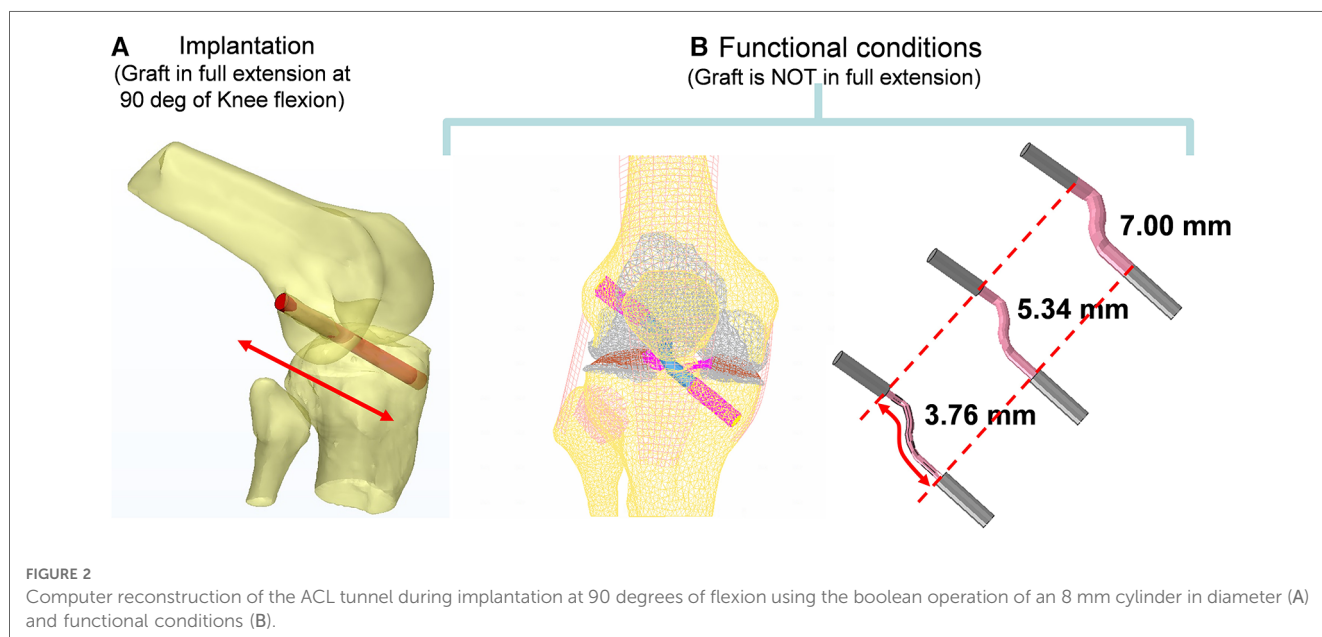 A Implantation
(Graft in full extension at
90 deg of Knee flexion)
B Functional conditions
(Graft is NOT in full extension)
7.00 mm
5.34 mm
3.76 mm
FIGURE 2
Computer reconstruction of the ACL tunnel during implantation at 90 degrees of flexion using the boolean operation of an 8 mm cylinder in diameter (A)
and functional conditions (B).